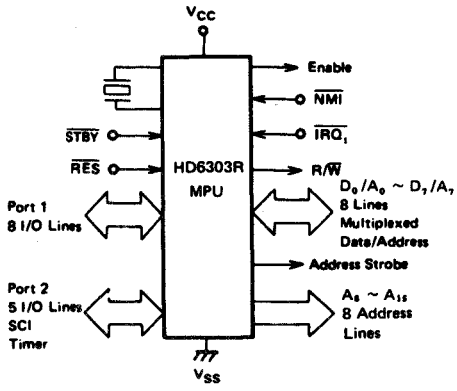 VCC
Enable
NMI
STBY
IRQ1
HD6303R
MPU
RES
R/W
D0/A0 ~ D7/A7
8 Lines
Multiplexed
Data/Address
Port 1
8 I/O Lines
Address Strobe
Port 2
5 I/O Lines
SCI
Timer
A8 ~ A15
8 Address
Lines
VSS